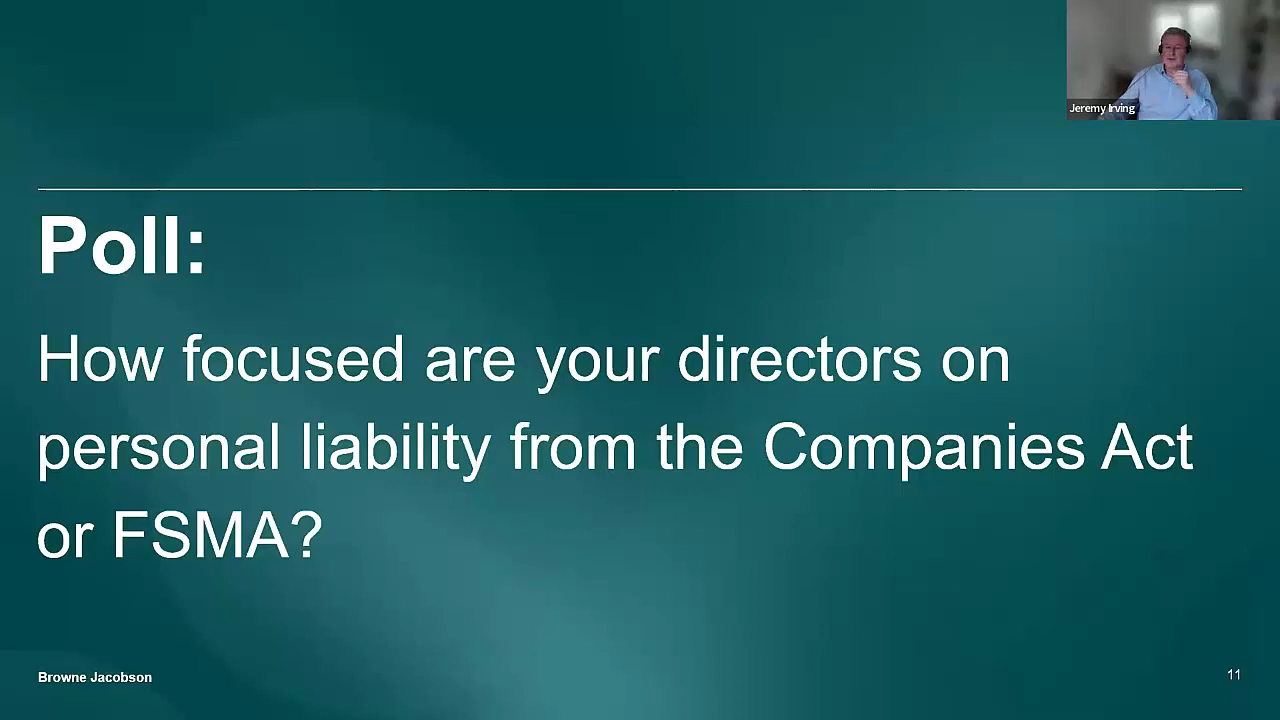 Jeremy Irving
Poll:
How focused are your directors on
personal liability from the Companies Act
or FSMA?
Browne Jacobson
11